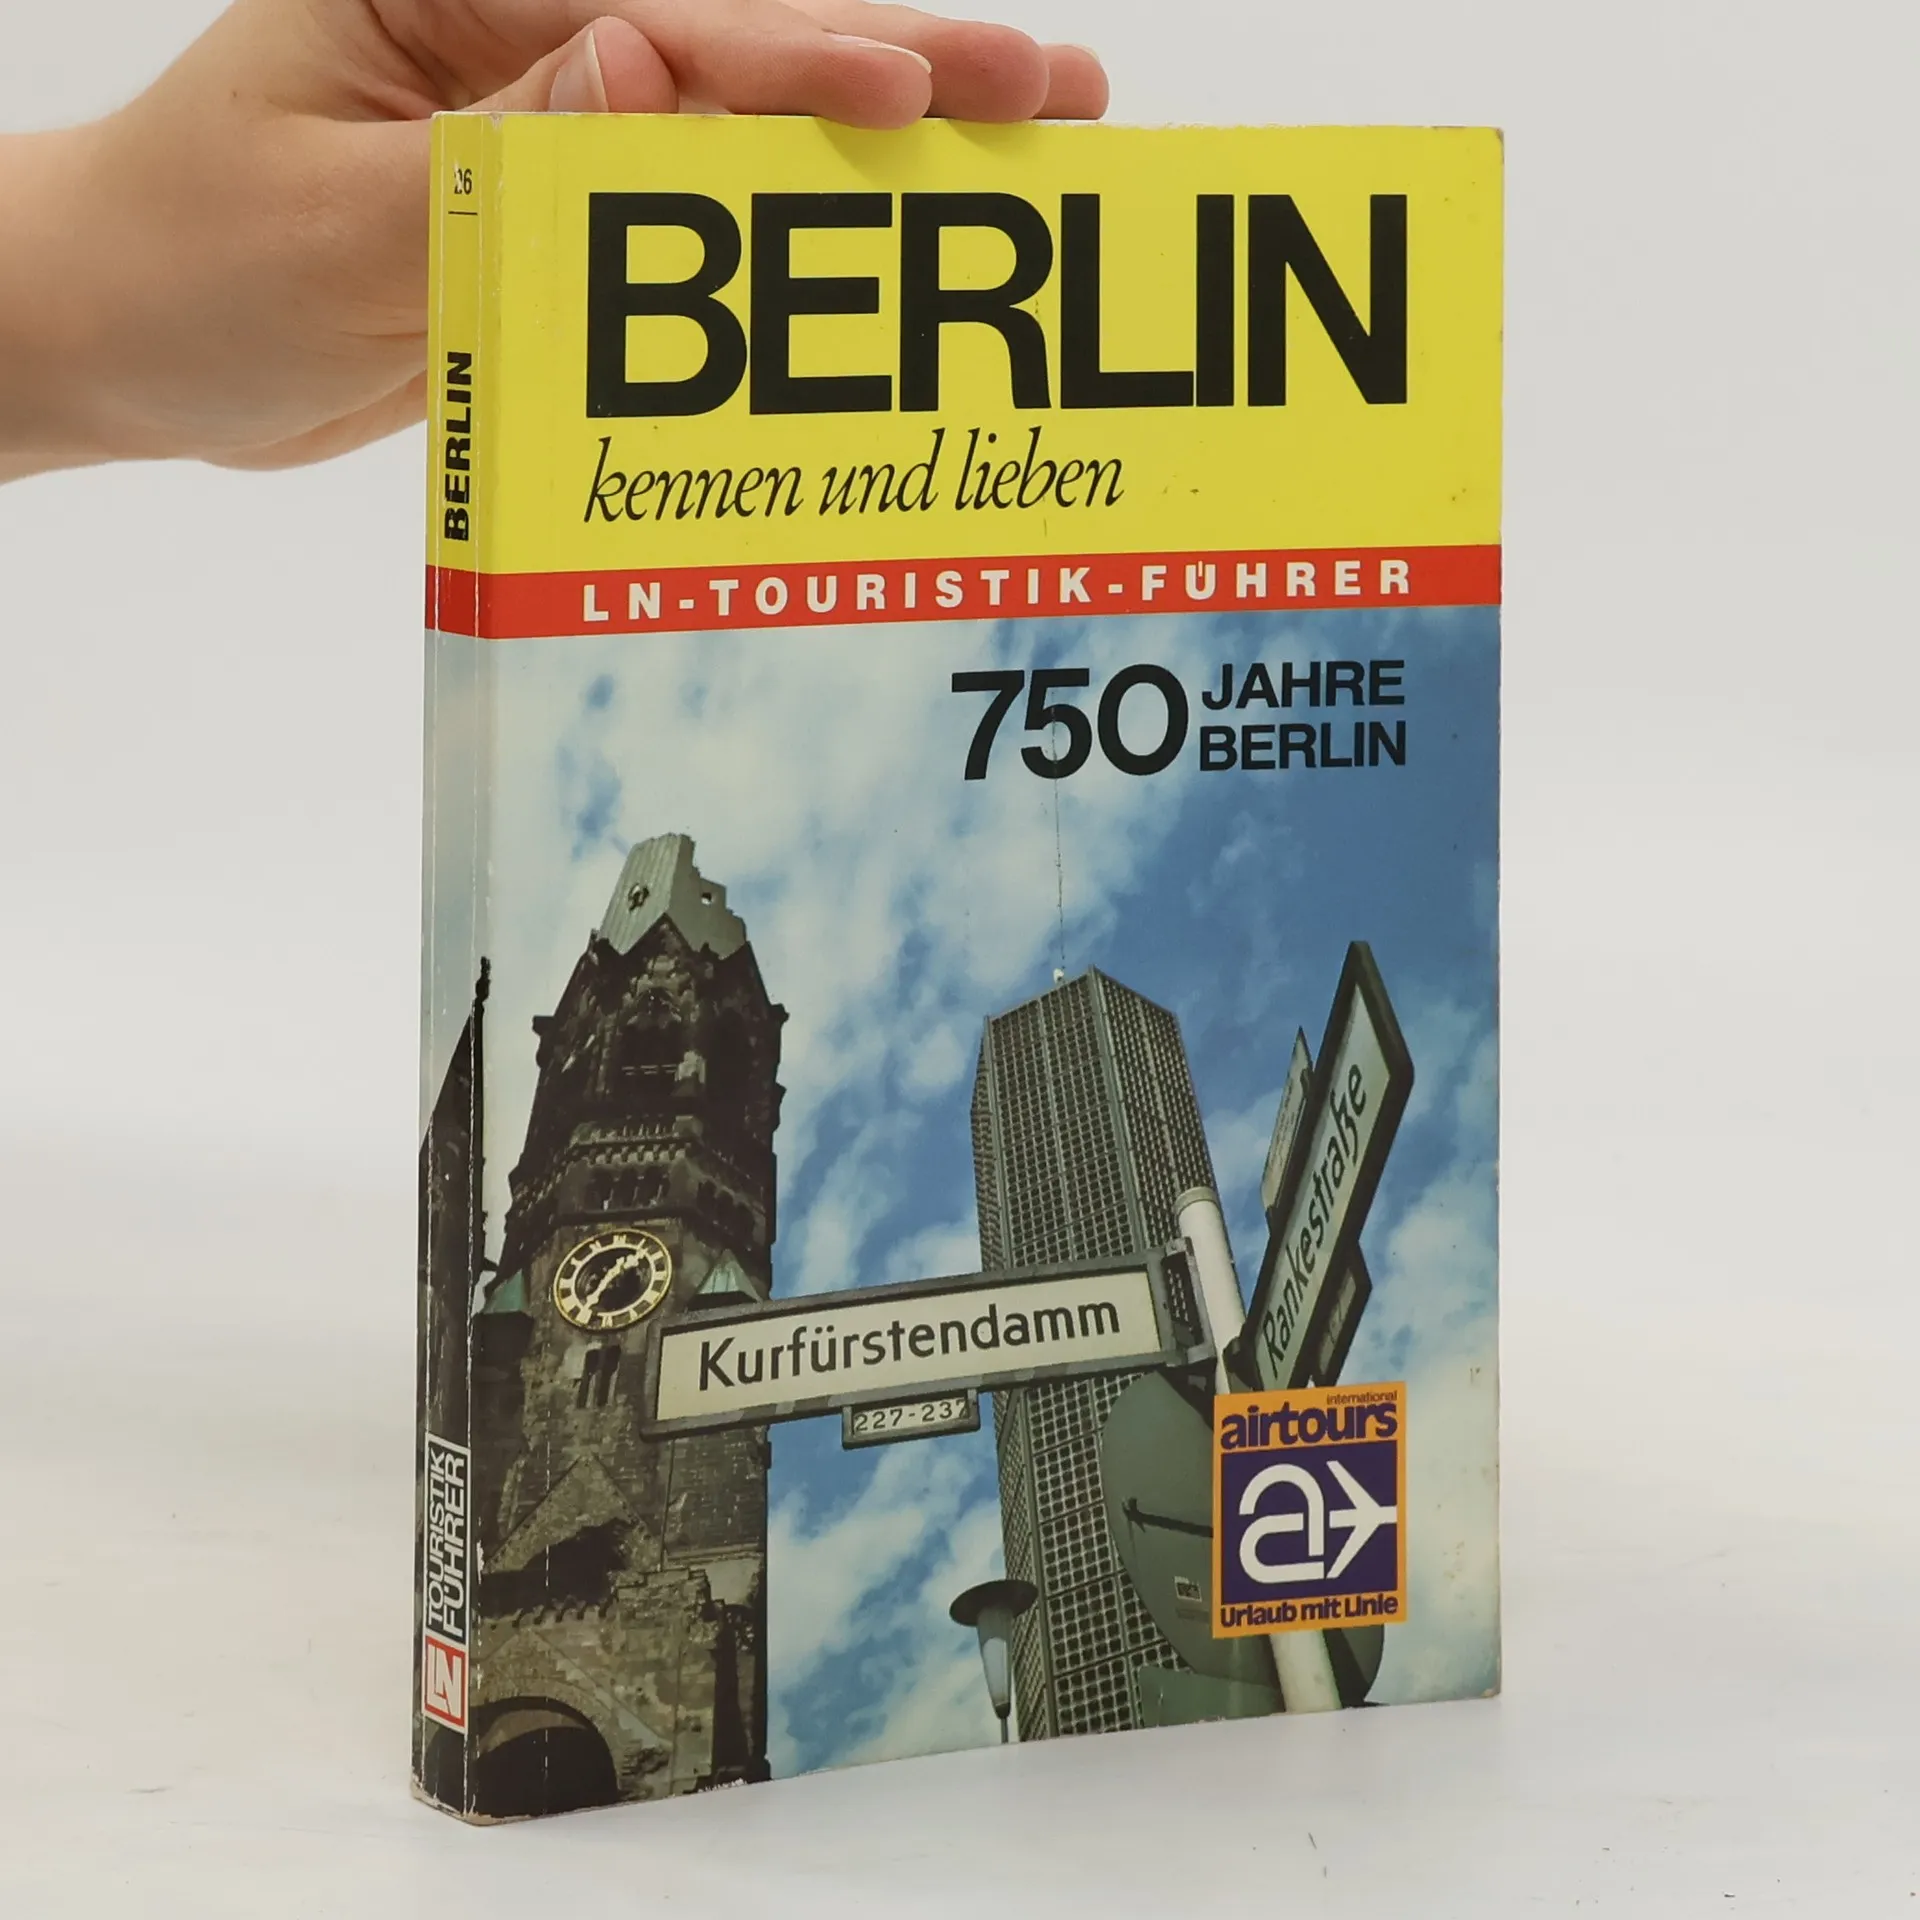 26
BERLIN
TOURISTIK
FÜHRER
LN
BERLIN
kennen und lieben
LN-TOURISTIK-FÜHRER
750 JAHRE
BERLIN
Kurfürstendamm
227-237
Rankestraße
international
airtours
Urlaub mit Linie